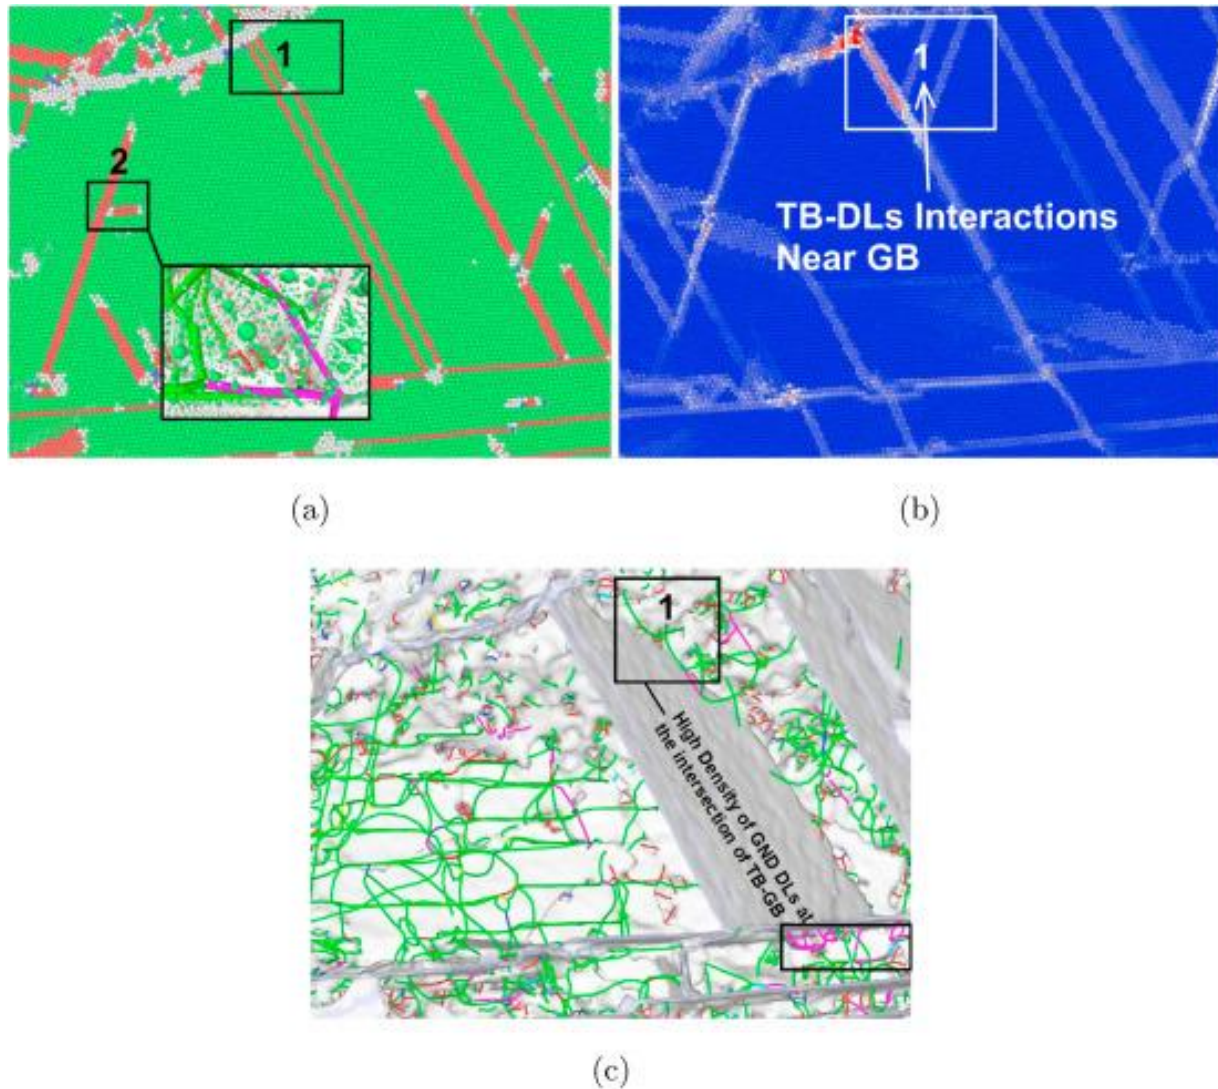 1
2
(a)
1
TB-DLs Interactions
Near GB
(b)
1
High Density of GND DLs at
the intersection of TB-GB
(c)